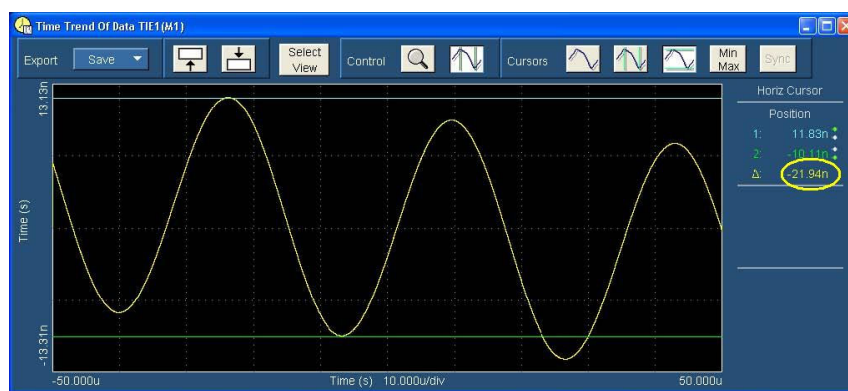 Time Trend Of Data TIE1(M1)
Export Save Select View Control Cursors Min Max Sync
13.13n
Time (s)
-13.31n
-50.000u Time (s) 10.000u/div 50.000u
Horiz Cursor
Position
1: 11.83n
2: -10.11n
Δ: -21.94n